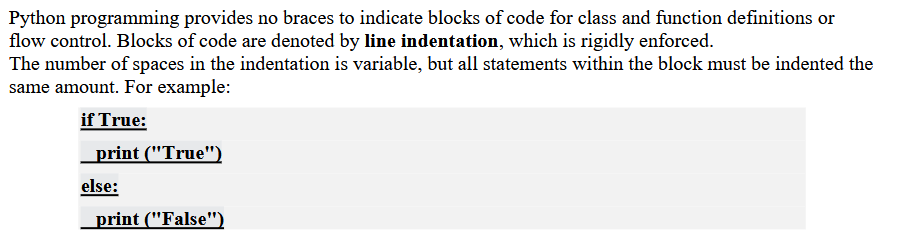 Python programming provides no braces to indicate blocks of code for class and function definitions or
flow control. Blocks of code are denoted by line indentation, which is rigidly enforced.
The number of spaces in the indentation is variable, but all statements within the block must be indented the
same amount. For example:
if True:
  print ("True")
else:
  print ("False")